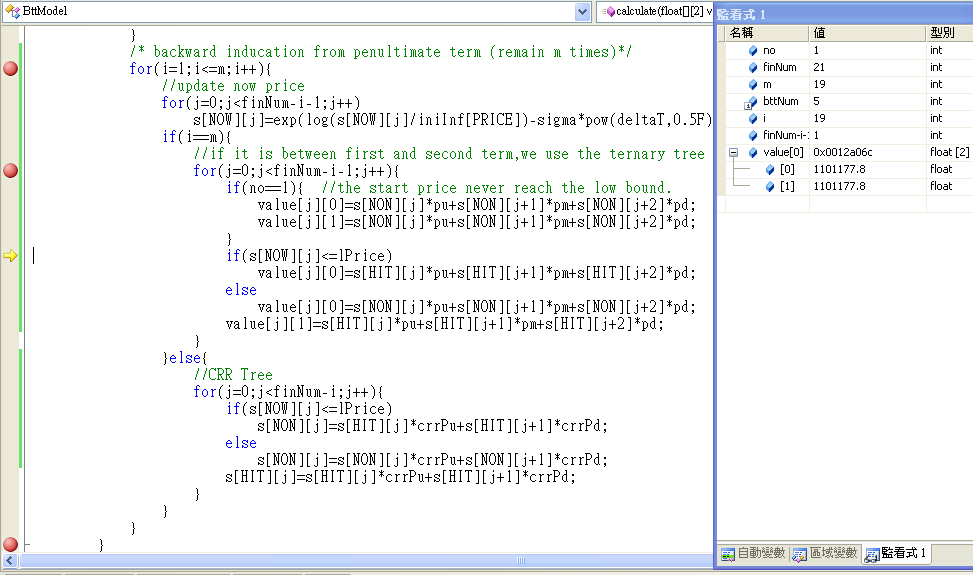 BttModel
calculate(float[][2] v
}
/* backward inducation from penultimate term (remain m times)*/
for(i=1;i<=m;i++){
//update now price
for(j=0;j<finNum-i-1;j++)
s[NOW][j]=exp(log(s[NOW][j]/iniInf[PRICE])-sigma*pow(deltaT,0.5F)
if(i==m){
//if it is between first and second term,we use the ternary tree
for(j=0;j<finNum-i-1;j++){
if(no==1){ //the start price never reach the low bound.
value[j][0]=s[NON][j]*pu+s[NON][j+1]*pm+s[NON][j+2]*pd;
value[j][1]=s[NON][j]*pu+s[NON][j+1]*pm+s[NON][j+2]*pd;
}
if(s[NOW][j]<=lPrice)
value[j][0]=s[HIT][j]*pu+s[HIT][j+1]*pm+s[HIT][j+2]*pd;
else
value[j][0]=s[NON][j]*pu+s[NON][j+1]*pm+s[NON][j+2]*pd;
value[j][1]=s[HIT][j]*pu+s[HIT][j+1]*pm+s[HIT][j+2]*pd;
}
}else{
//CRR Tree
for(j=0;j<finNum-i;j++){
if(s[NOW][j]<=lPrice)
s[NON][j]=s[HIT][j]*crrPu+s[HIT][j+1]*crrPd;
else
s[NON][j]=s[NON][j]*crrPu+s[NON][j+1]*crrPd;
s[HIT][j]=s[HIT][j]*crrPu+s[HIT][j+1]*crrPd;
}
}
}
}
監看式 1
名稱 值 型別
no 1 int
finNum 21 int
m 19 int
bttNum 5 int
i 19 int
finNum-i-: 1 int
value[0] 0x0012a06c float [2]
[0] 1101177.8 float
[1] 1101177.8 float
自動變數 區域變數 監看式 1